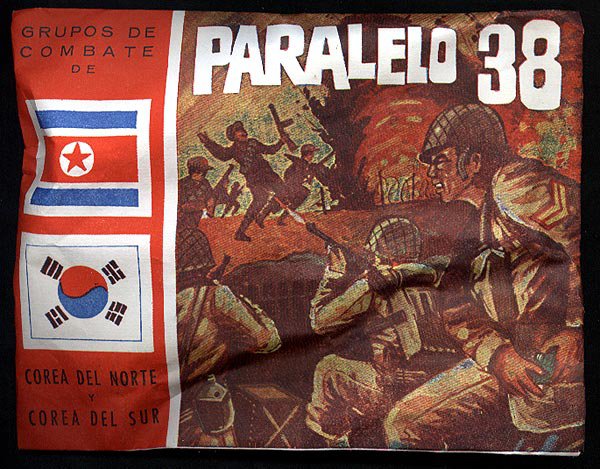 GRUPOS DE
COMBATE
DE
PARALELO 38
COREA DEL NORTE
Y
COREA DEL SUR